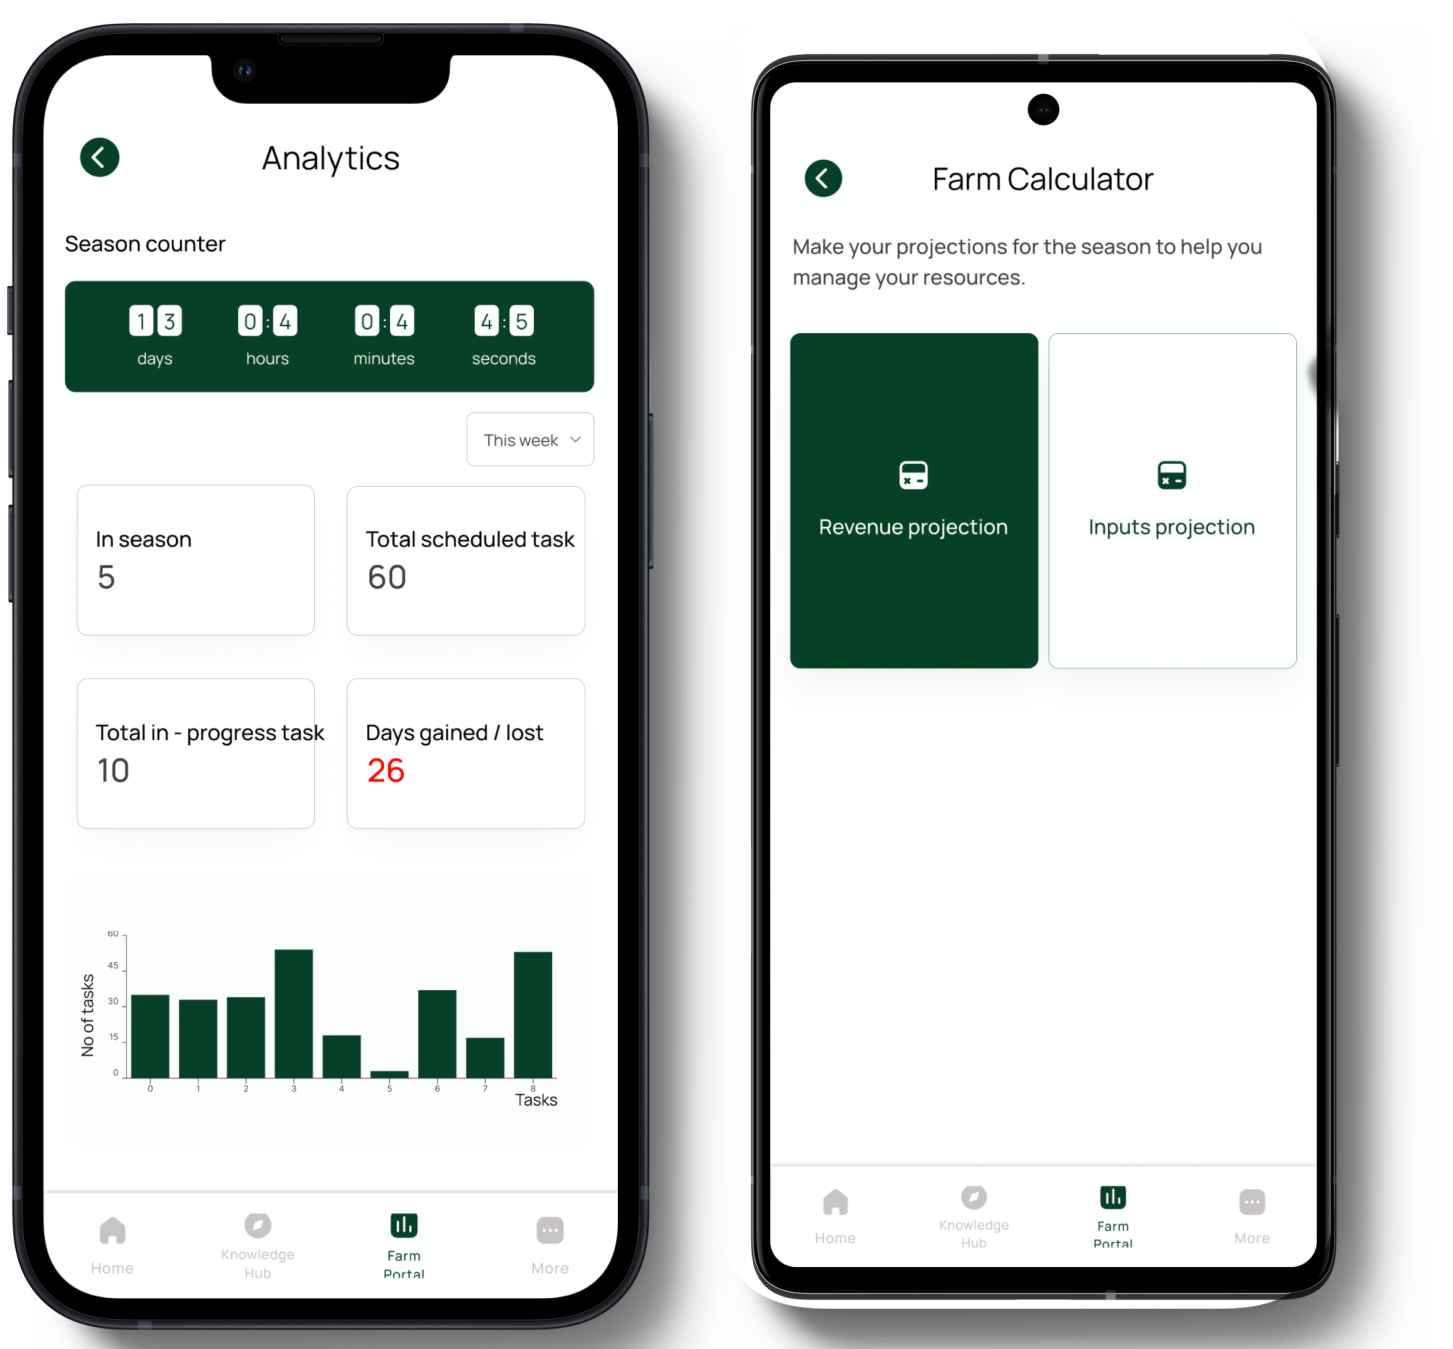 Analytics
Season counter
1 3
0 : 4
0 : 4
4 : 5
days
hours
minutes
seconds
This week
In season
5
Total scheduled task
60
Total in - progress task
10
Days gained / lost
26
No of tasks
60
45
30
15
0
0
1
2
3
4
5
6
7
8
Tasks
Home
Knowledge
Hub
Farm
Portal
More
Farm Calculator
Make your projections for the season to help you
manage your resources.
Revenue projection
Inputs projection
Home
Knowledge
Hub
Farm
Portal
More